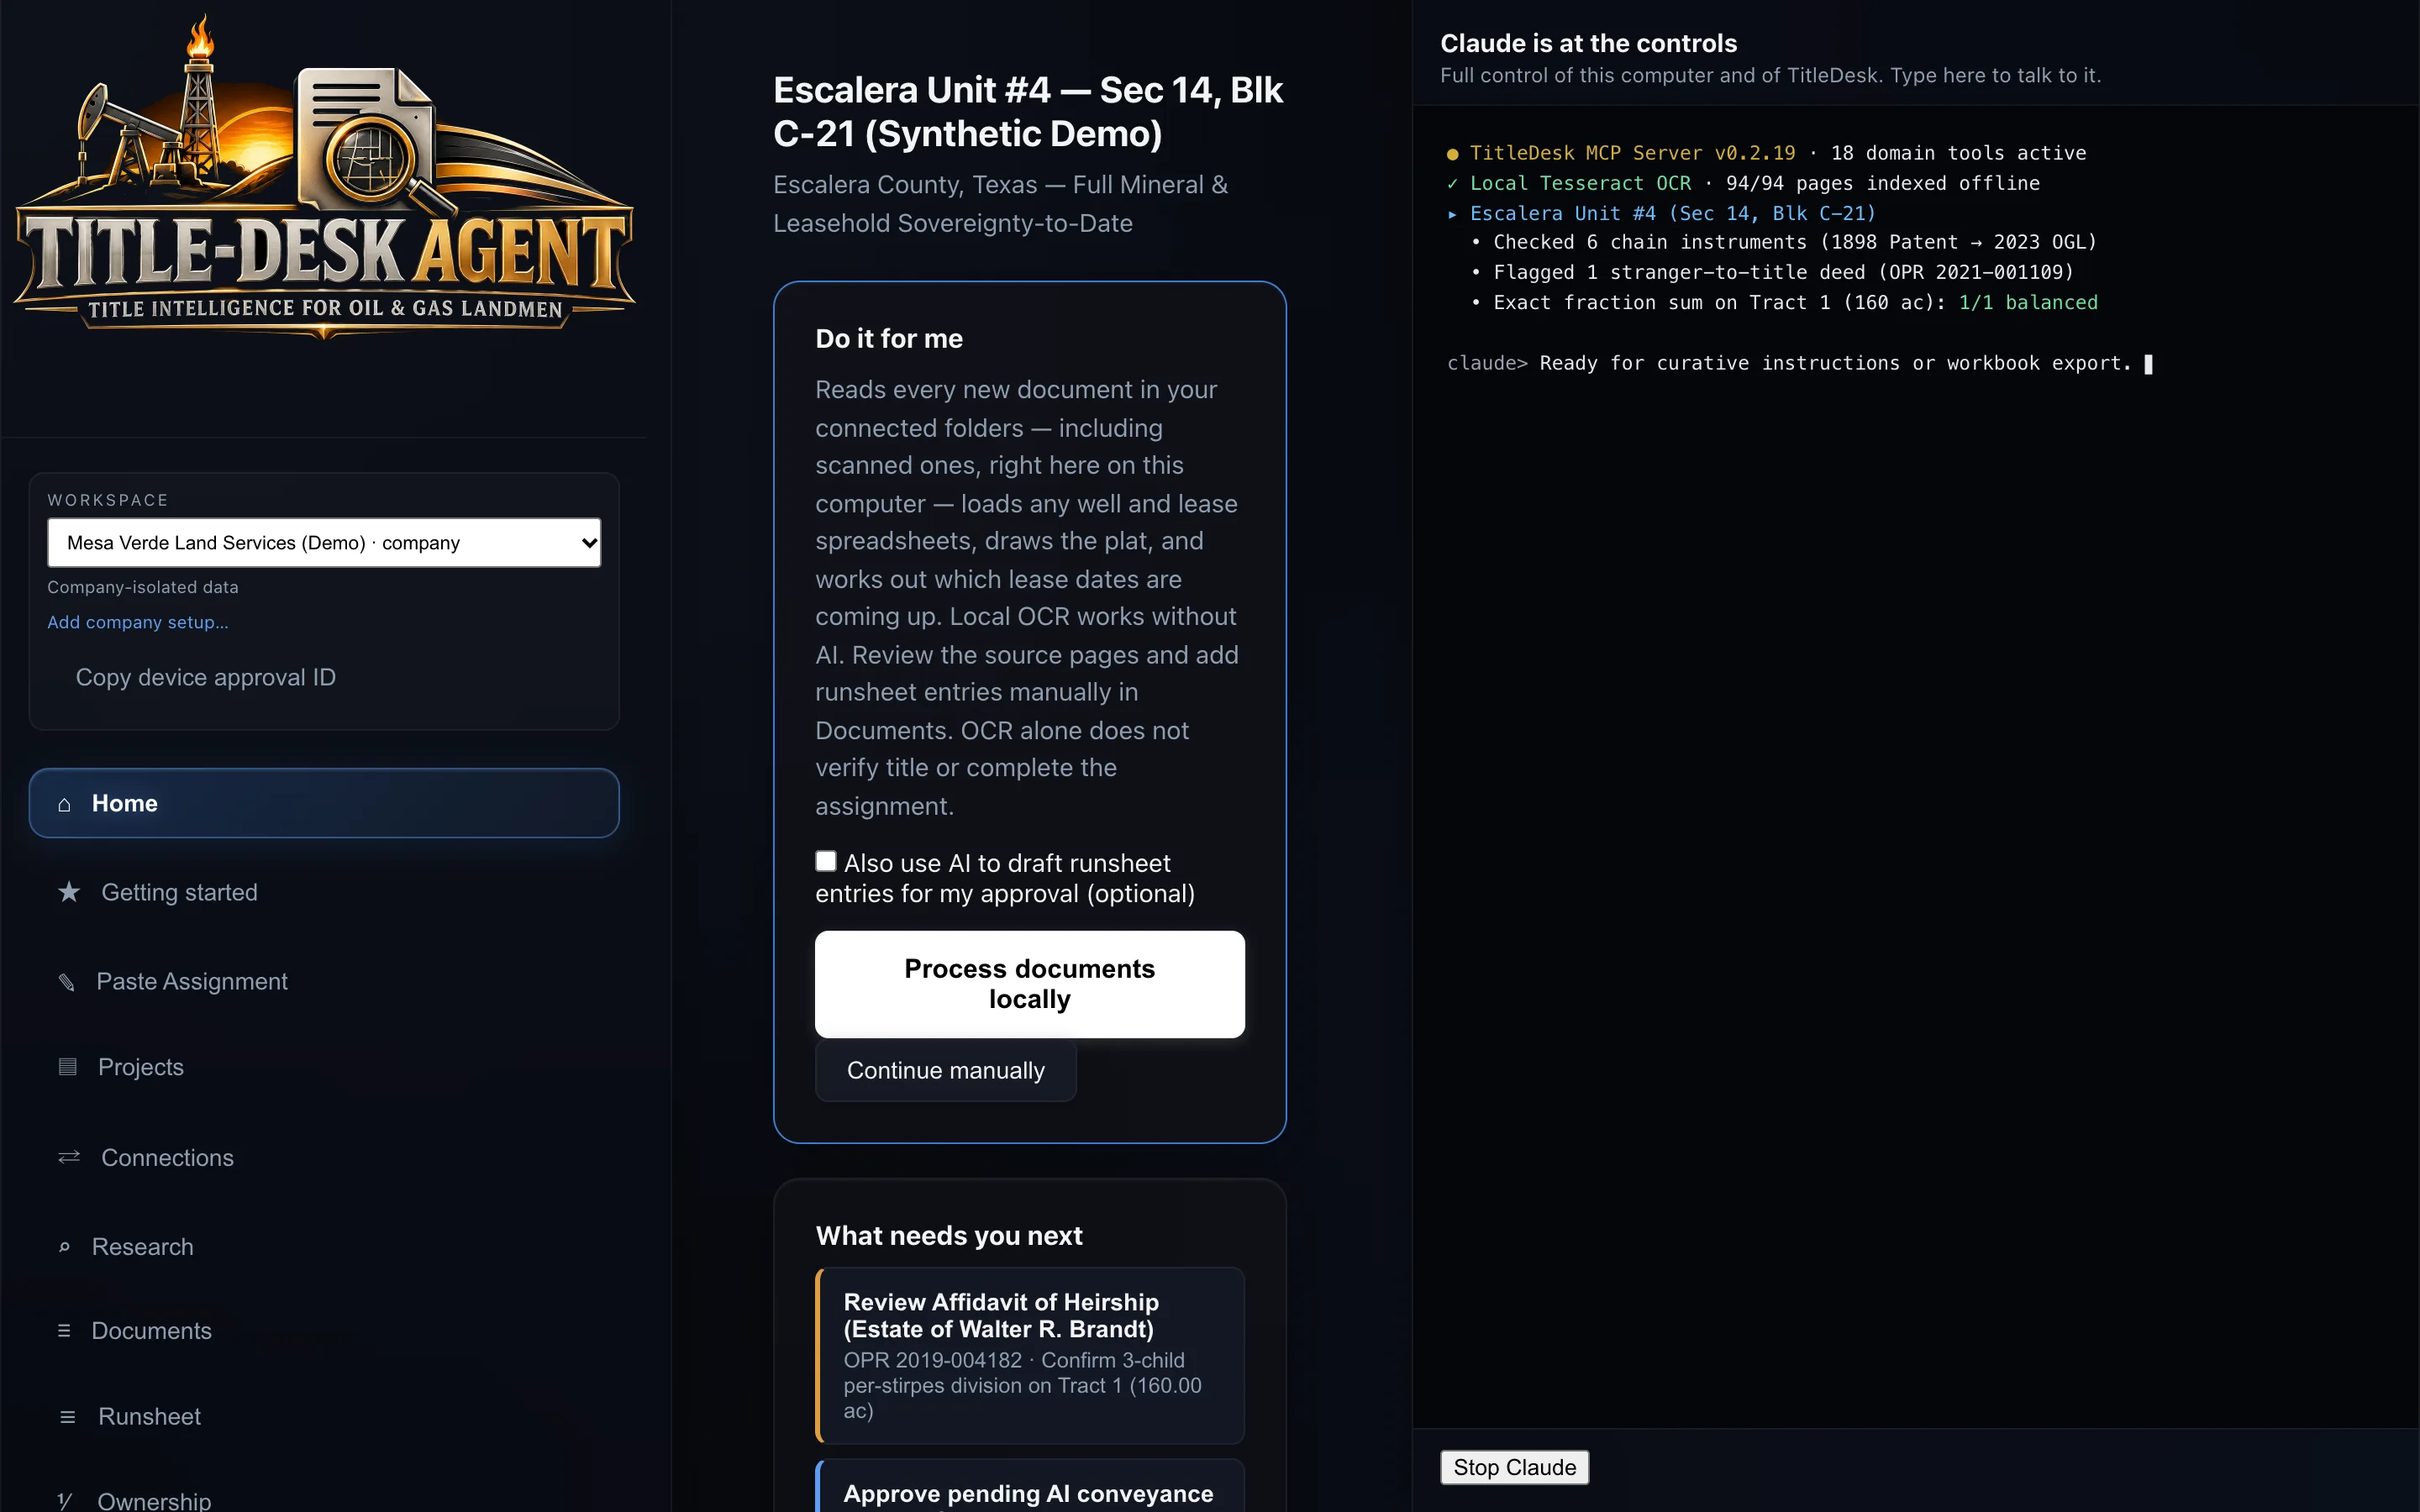 TITLE-DESK AGENT
TITLE INTELLIGENCE FOR OIL & GAS LANDMEN
WORKSPACE
Mesa Verde Land Services (Demo) · company
Company-isolated data
Add company setup...
Copy device approval ID
Home
Getting started
Paste Assignment
Projects
Connections
Research
Documents
Runsheet
Ownership
Escalera Unit #4 — Sec 14, Blk
C-21 (Synthetic Demo)
Escalera County, Texas — Full Mineral &
Leasehold Sovereignty-to-Date
Do it for me
Reads every new document in your
connected folders — including
scanned ones, right here on this
computer — loads any well and lease
spreadsheets, draws the plat, and
works out which lease dates are
coming up. Local OCR works without
AI. Review the source pages and add
runsheet entries manually in
Documents. OCR alone does not
verify title or complete the
assignment.
Also use AI to draft runsheet
entries for my approval (optional)
Process documents
locally
Continue manually
What needs you next
Review Affidavit of Heirship
(Estate of Walter R. Brandt)
OPR 2019-004182 · Confirm 3-child
per-stirpes division on Tract 1 (160.00
ac)
Approve pending AI conveyance
Claude is at the controls
Full control of this computer and of TitleDesk. Type here to talk to it.
● TitleDesk MCP Server v0.2.19 · 18 domain tools active
✓ Local Tesseract OCR · 94/94 pages indexed offline
▸ Escalera Unit #4 (Sec 14, Blk C-21)
• Checked 6 chain instruments (1898 Patent → 2023 OGL)
• Flagged 1 stranger-to-title deed (OPR 2021-001109)
• Exact fraction sum on Tract 1 (160 ac): 1/1 balanced
claude> Ready for curative instructions or workbook export.
Stop Claude